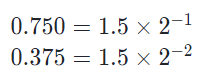 0.750 = 1.5 × 2⁻¹
0.375 = 1.5 × 2⁻²